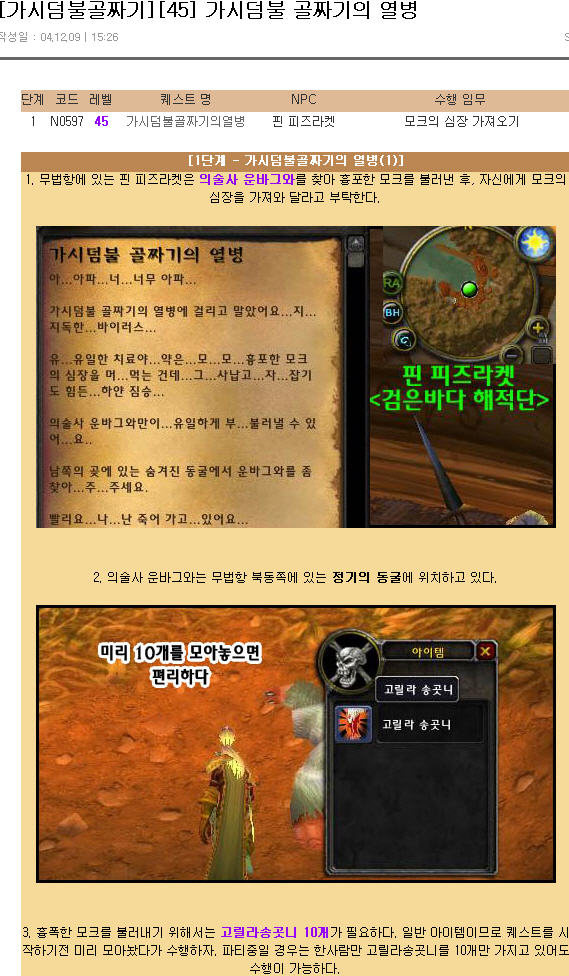 [가시덤불골짜기][45] 가시덤불 골짜기의 열병
작성일 : 04.12.09 | 15:26
단계 코드 레벨 퀘스트 명 NPC 수행 임무
1 N0597 45 가시덤불골짜기의열병 핀 피즈라켓 모크의 심장 가져오기
[1단계 - 가시덤불골짜기의 열병(1)]
1. 무법항에 있는 핀 피즈라켓은 의술사 운바그와를 찾아 흉포한 모크를 불러낸 후, 자신에게 모크의
심장을 가져와 달라고 부탁한다.
가시덤불 골짜기의 열병
아...아파...너...너무 아파...
가시덤불 골짜기의 열병에 걸리고 말았어요...지...
지독한...바이러스...
유...유일한 치료야...약은...모...모...흉포한 모크
의 심장을 머...먹는 건데...그...사납고...자...잡기
도 힘든...하얀 짐승...
의술사 운바그와만이...유일하게 부...불러낼 수 있
어...요..
남쪽의 곶에 있는 숨겨진 동굴에서 운바그와를 좀
찾아...주...주세요.
빨리요...나...난 죽어 가고...있어요...
N
RA
BH
핀 피즈라켓
<검은바다 해적단>
2. 의술사 운바그와는 무법항 북동쪽에 있는 정기의 동굴에 위치하고 있다.
미리 10개를 모아놓으면
편리하다
아이템
고릴라 송곳니
고릴라 송곳니
3. 흉폭한 모크를 불러내기 위해서는 고릴라송곳니 10개가 필요하다. 일반 아이템이므로 퀘스트를 시
작하기전 미리 모아놨다가 수행하자. 파티중일 경우는 한사람만 고릴라송곳니를 10개만 가지고 있어도
수행이 가능하다.